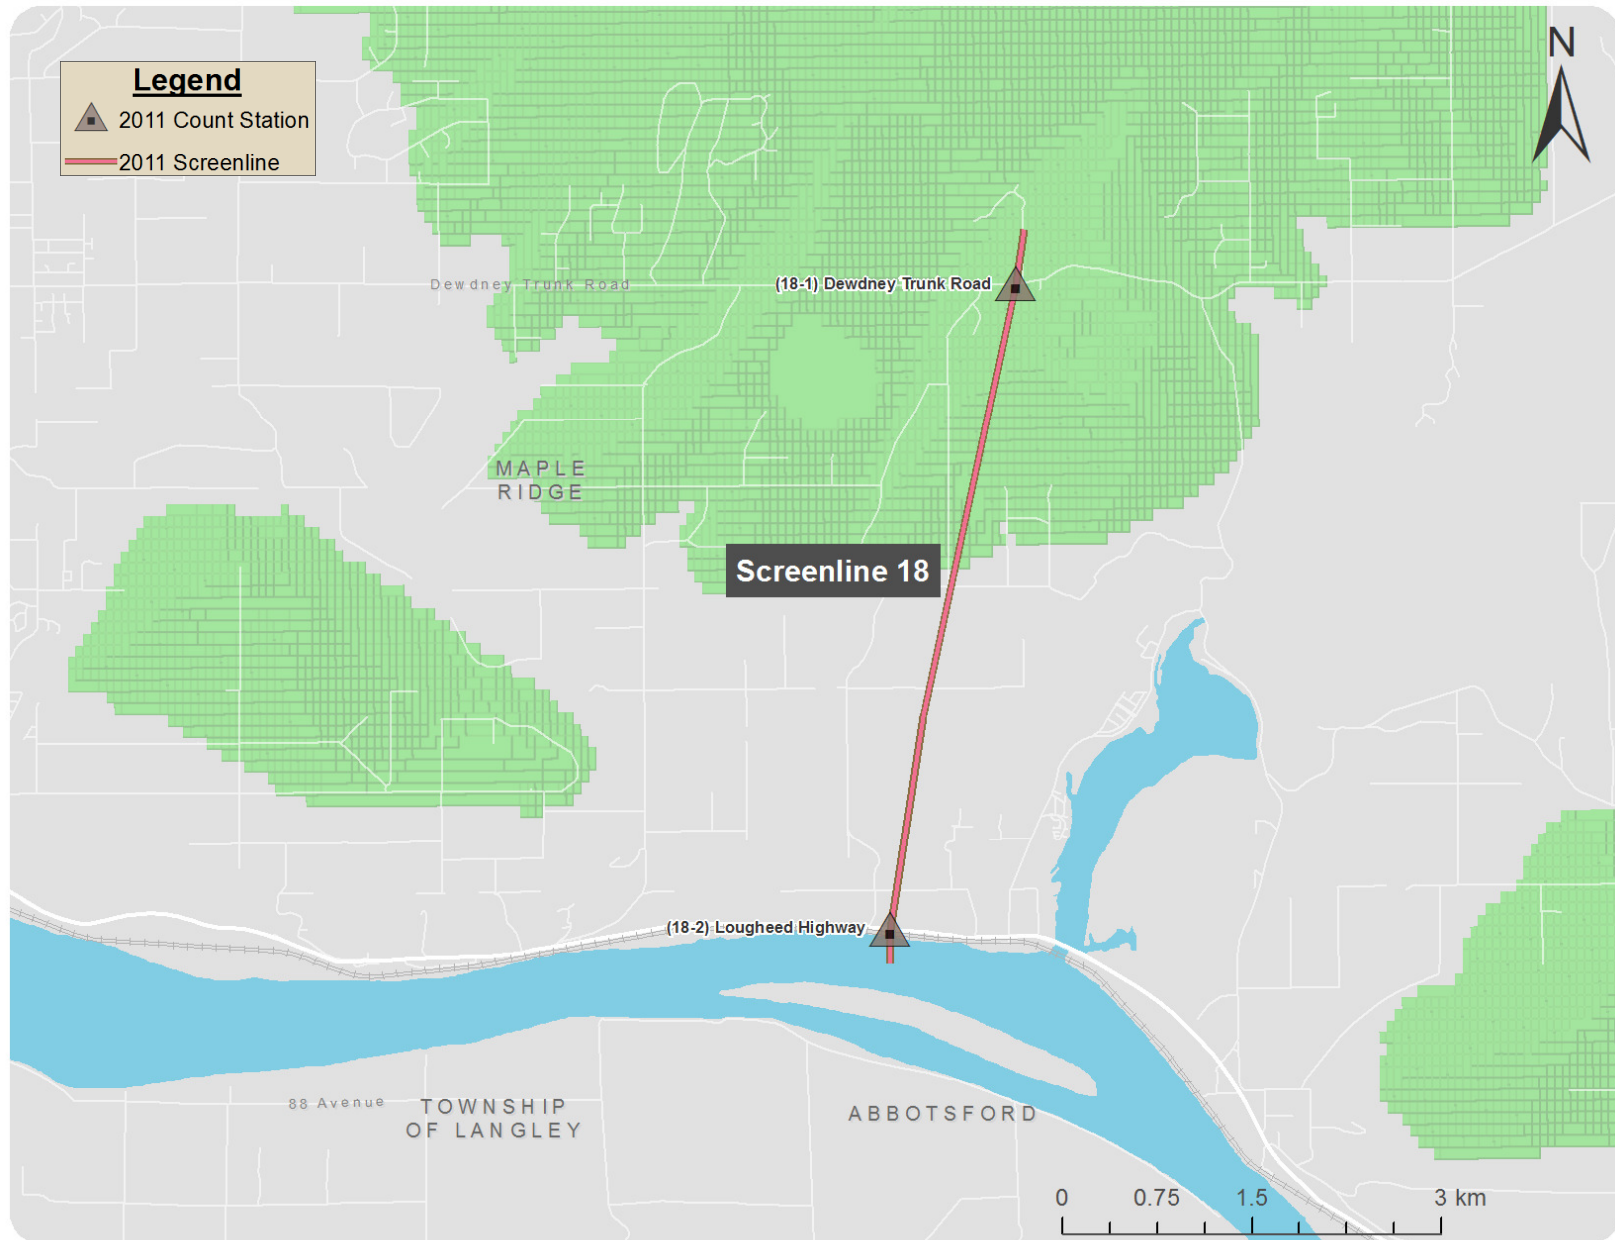 Legend
2011 Count Station
2011 Screenline
N
Dewdney Trunk Road
(18-1) Dewdney Trunk Road
MAPLE
RIDGE
Screenline 18
(18-2) Lougheed Highway
88 Avenue
TOWNSHIP
OF LANGLEY
ABBOTSFORD
0 0.75 1.5 3 km